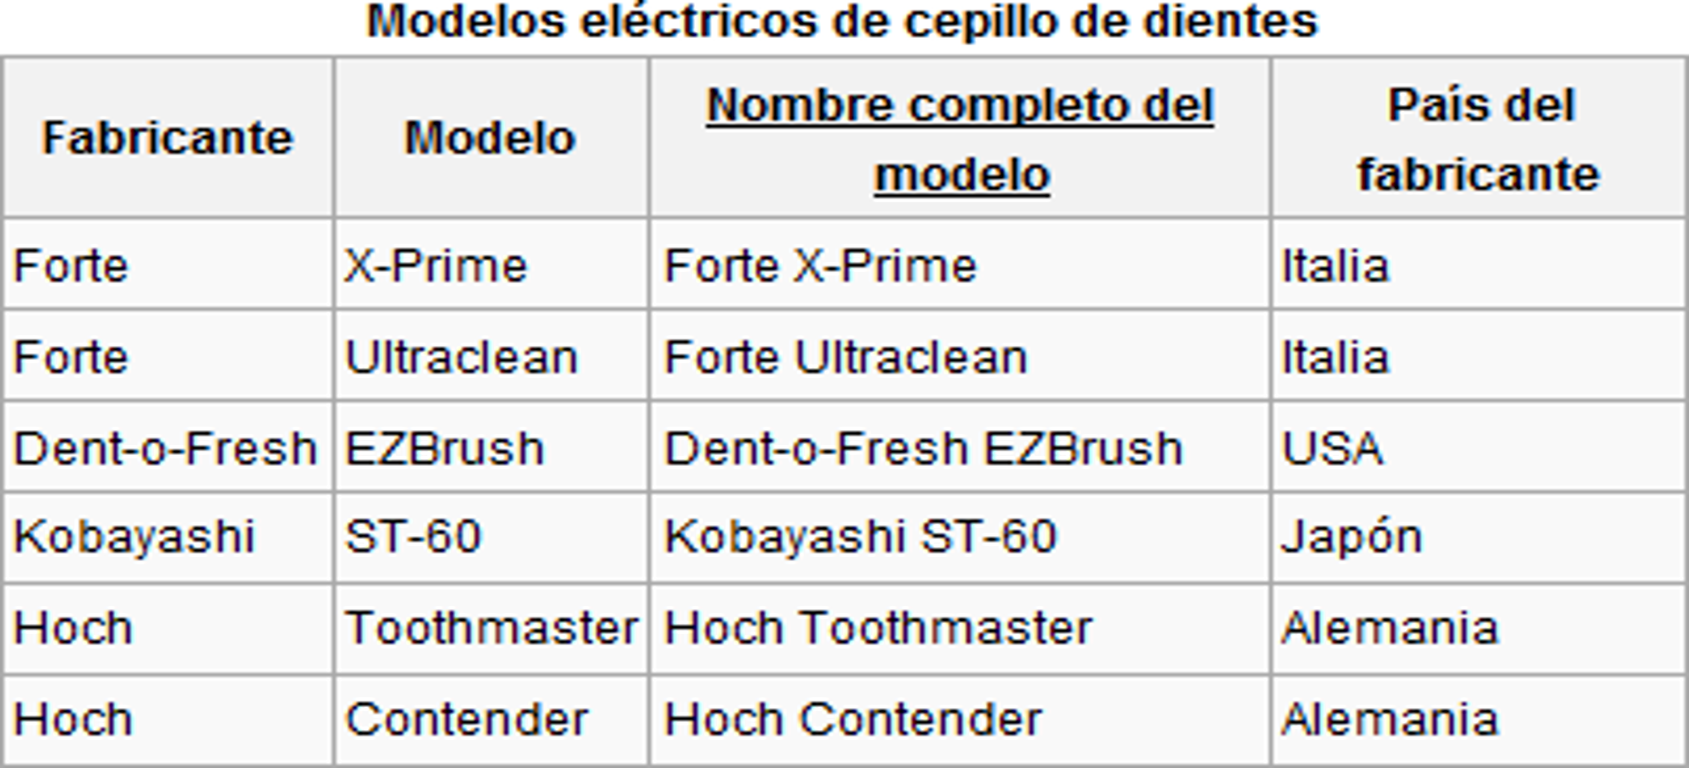 Modelos eléctricos de cepillo de dientes
Fabricante Modelo Nombre completo del modelo País del fabricante
Forte X-Prime Forte X-Prime Italia
Forte Ultraclean Forte Ultraclean Italia
Dent-o-Fresh EZBrush Dent-o-Fresh EZBrush USA
Kobayashi ST-60 Kobayashi ST-60 Japón
Hoch Toothmaster Hoch Toothmaster Alemania
Hoch Contender Hoch Contender Alemania